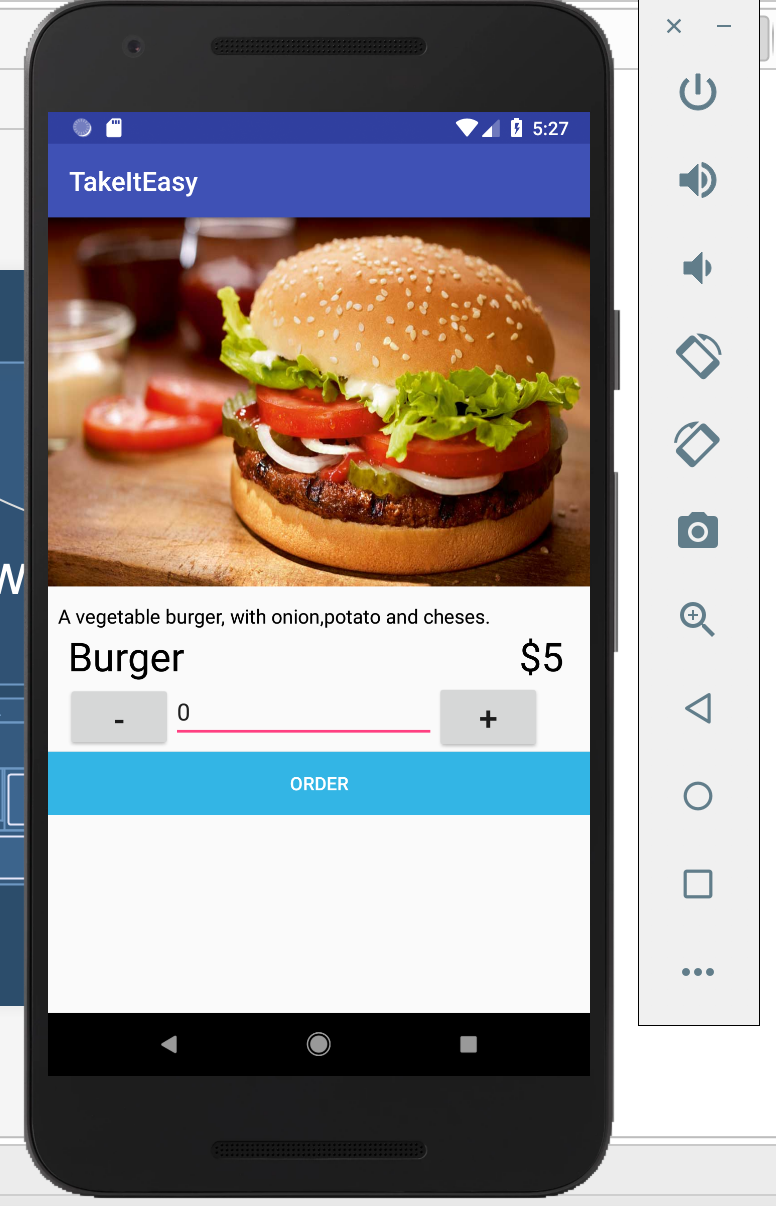 5:27
TakeItEasy
A vegetable burger, with onion,potato and cheses.
Burger $5
- 0 +
ORDER
W